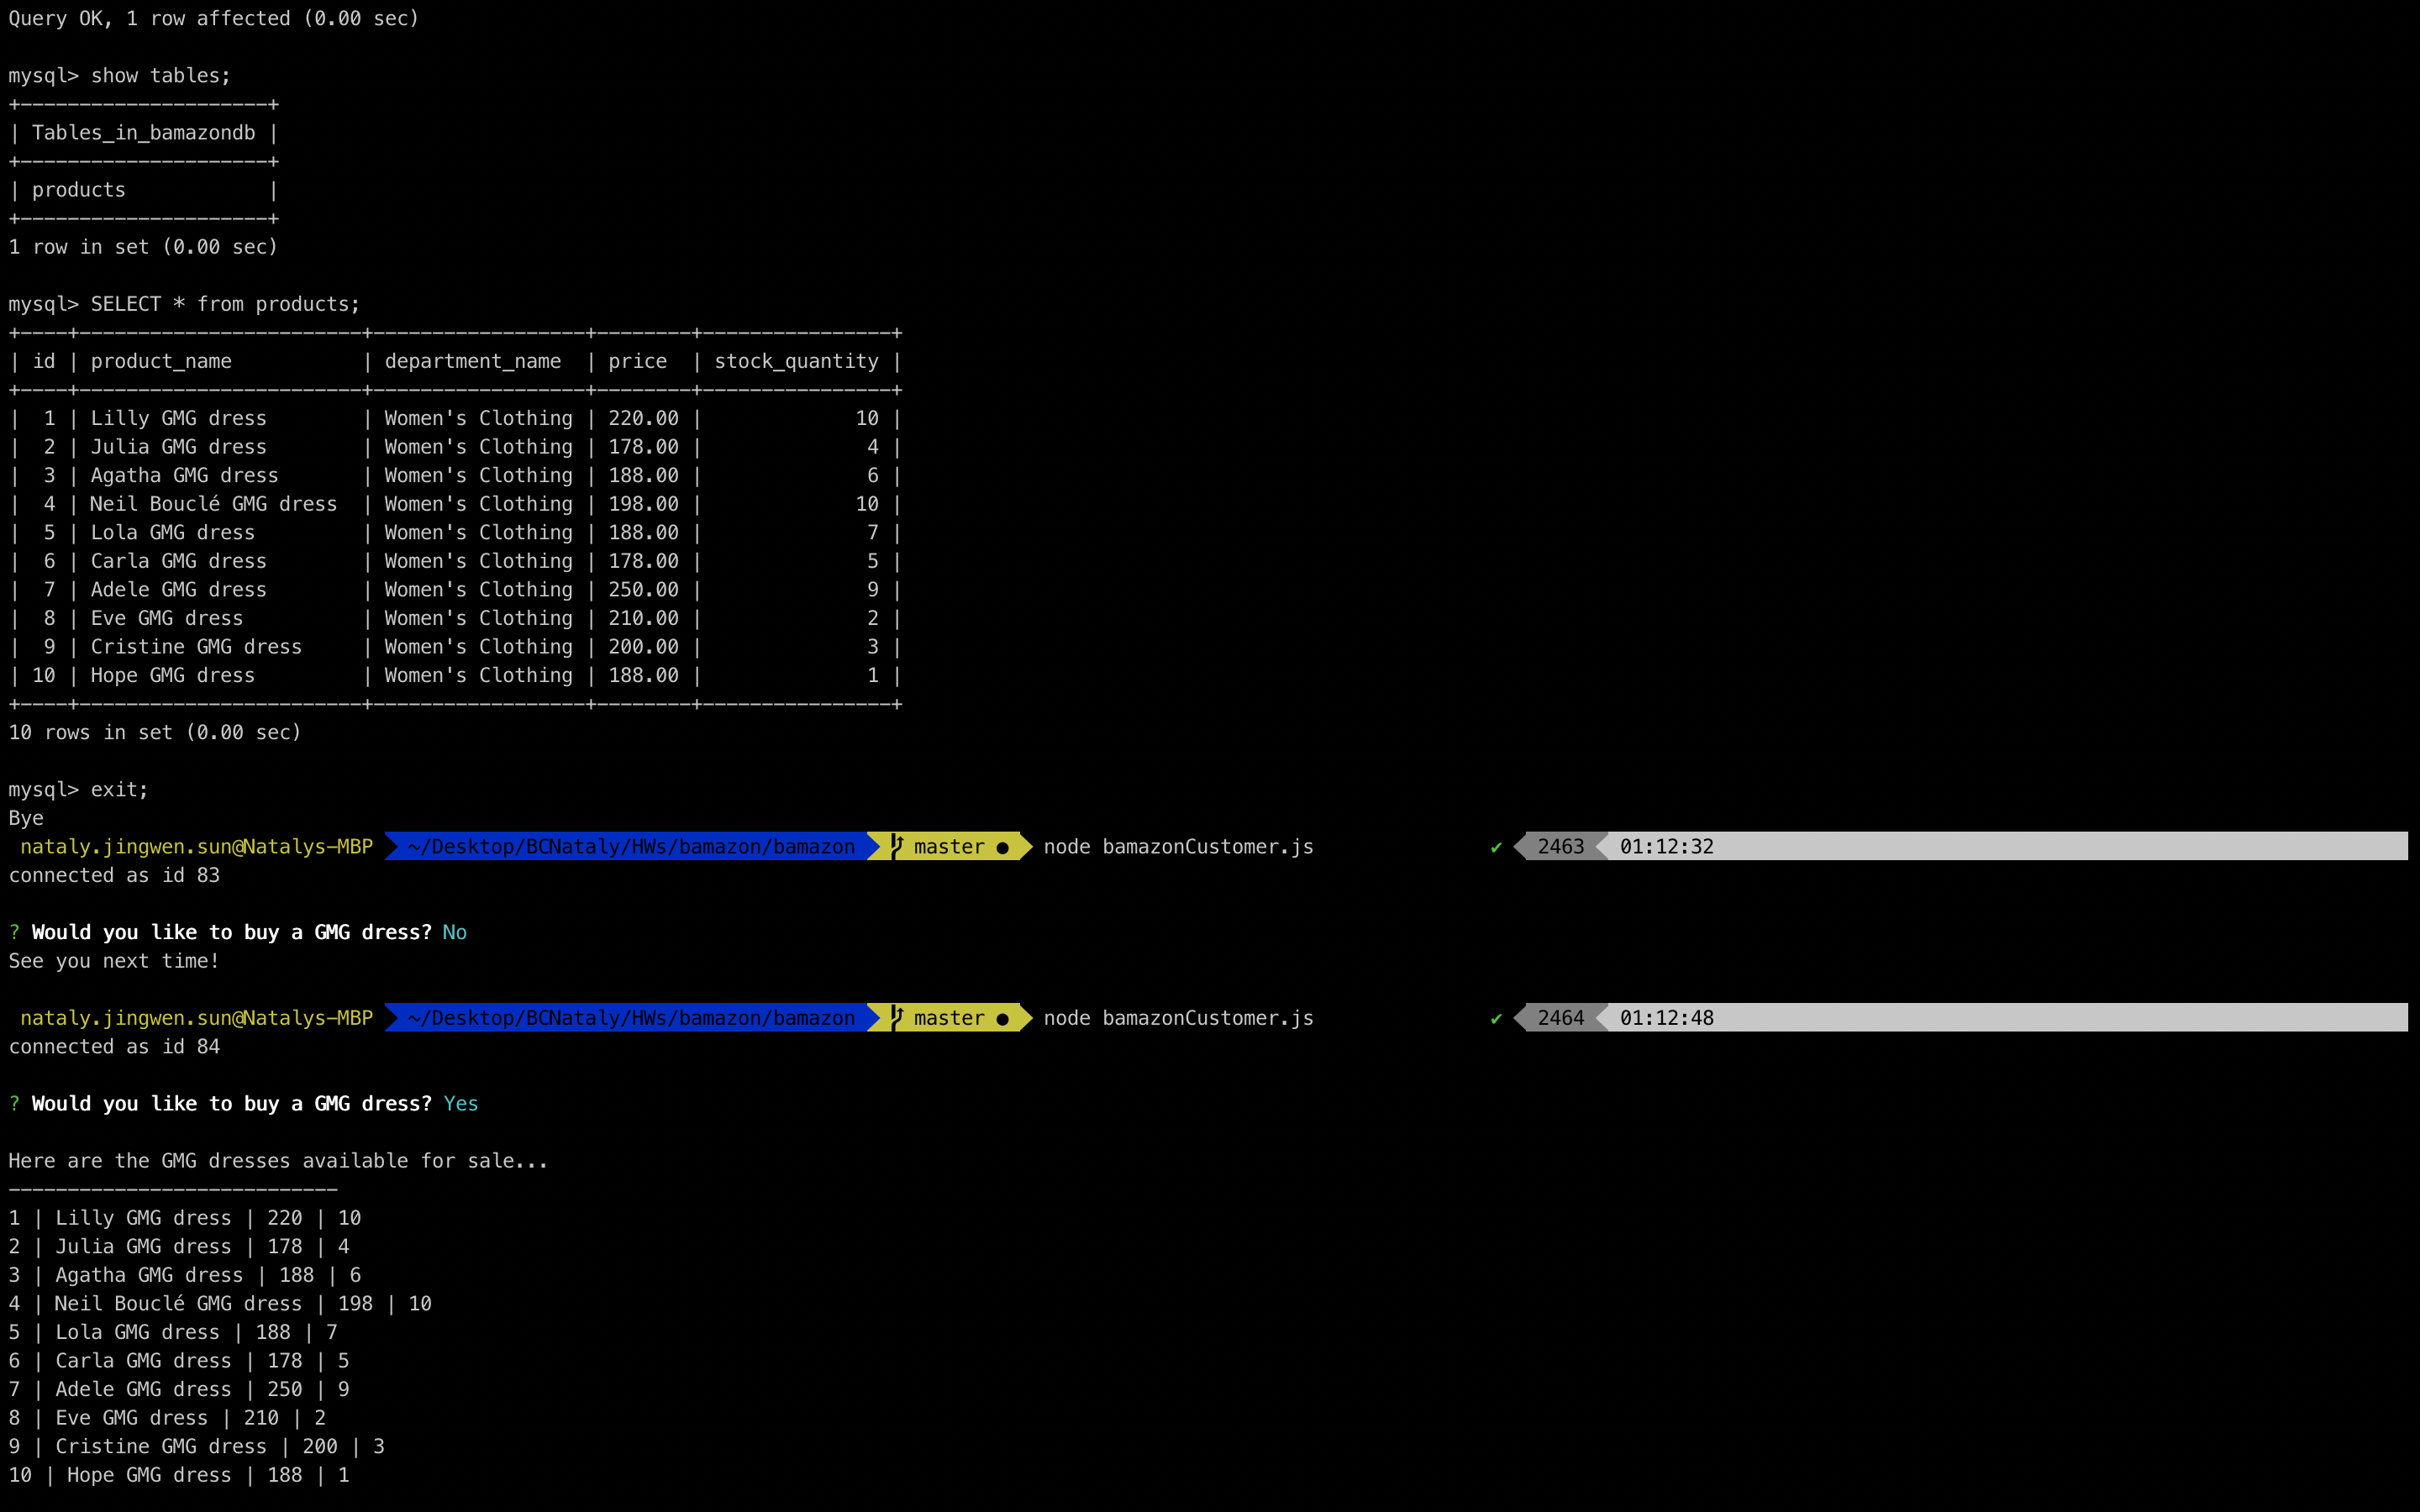 Query OK, 1 row affected (0.00 sec)
mysql> show tables;
+---------------------+
| Tables_in_bamazondb |
+---------------------+
| products            |
+---------------------+
1 row in set (0.00 sec)
mysql> SELECT * from products;
+----+------------------------+------------------+--------+----------------+
| id | product_name           | department_name  | price  | stock_quantity |
+----+------------------------+------------------+--------+----------------+
|  1 | Lilly GMG dress        | Women's Clothing | 220.00 |             10 |
|  2 | Julia GMG dress        | Women's Clothing | 178.00 |              4 |
|  3 | Agatha GMG dress       | Women's Clothing | 188.00 |              6 |
|  4 | Neil Bouclé GMG dress  | Women's Clothing | 198.00 |             10 |
|  5 | Lola GMG dress         | Women's Clothing | 188.00 |              7 |
|  6 | Carla GMG dress        | Women's Clothing | 178.00 |              5 |
|  7 | Adele GMG dress        | Women's Clothing | 250.00 |              9 |
|  8 | Eve GMG dress          | Women's Clothing | 210.00 |              2 |
|  9 | Cristine GMG dress     | Women's Clothing | 200.00 |              3 |
| 10 | Hope GMG dress         | Women's Clothing | 188.00 |              1 |
+----+------------------------+------------------+--------+----------------+
10 rows in set (0.00 sec)
mysql> exit;
Bye
nataly.jingwen.sun@Natalys-MBP ~/Desktop/BCNataly/HWs/bamazon/bamazon master ● node bamazonCustomer.js ✔ 2463 01:12:32
connected as id 83
? Would you like to buy a GMG dress? No
See you next time!
nataly.jingwen.sun@Natalys-MBP ~/Desktop/BCNataly/HWs/bamazon/bamazon master ● node bamazonCustomer.js ✔ 2464 01:12:48
connected as id 84
? Would you like to buy a GMG dress? Yes
Here are the GMG dresses available for sale...
----------------------------
1 | Lilly GMG dress | 220 | 10
2 | Julia GMG dress | 178 | 4
3 | Agatha GMG dress | 188 | 6
4 | Neil Bouclé GMG dress | 198 | 10
5 | Lola GMG dress | 188 | 7
6 | Carla GMG dress | 178 | 5
7 | Adele GMG dress | 250 | 9
8 | Eve GMG dress | 210 | 2
9 | Cristine GMG dress | 200 | 3
10 | Hope GMG dress | 188 | 1